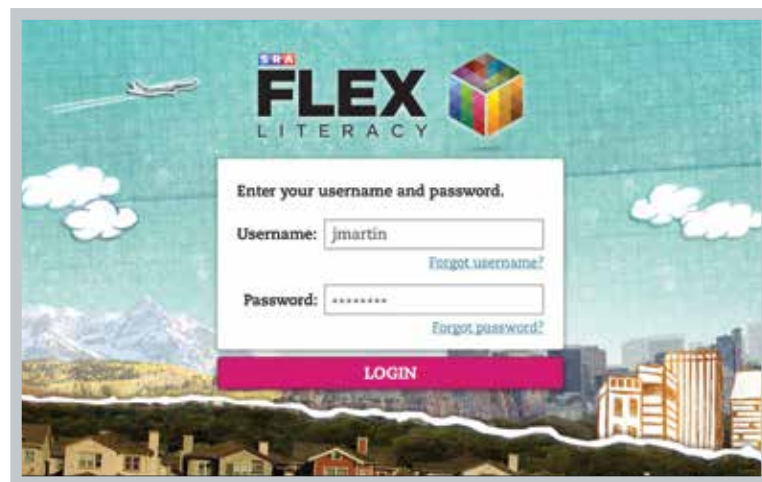 SRA
FLEX
LITERACY
Enter your username and password.
Username: jmartin
Forgot username?
Password: ••••••••
Forgot password?
LOGIN